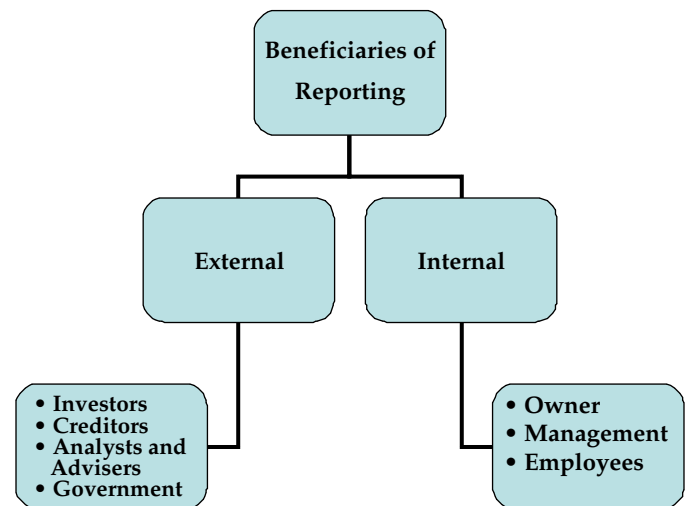 Beneficiaries of
Reporting
External
Internal
• Investors
• Creditors
• Analysts and
Advisers
• Government
• Owner
• Management
• Employees